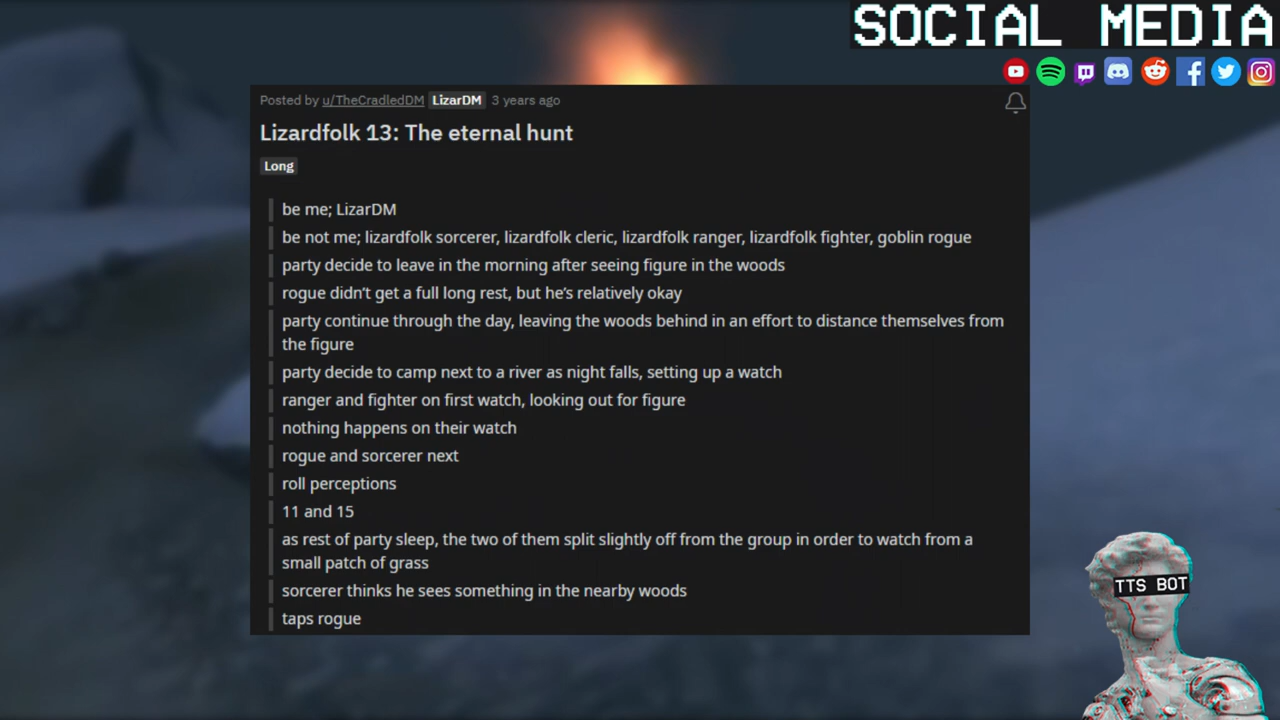 SOCIAL MEDIA
Posted by u/TheCradledDM LizarDM 3 years ago
Lizardfolk 13: The eternal hunt
Long
be me; LizarDM
be not me; lizardfolk sorcerer, lizardfolk cleric, lizardfolk ranger, lizardfolk fighter, goblin rogue
party decide to leave in the morning after seeing figure in the woods
rogue didn't get a full long rest, but he's relatively okay
party continue through the day, leaving the woods behind in an effort to distance themselves from
the figure
party decide to camp next to a river as night falls, setting up a watch
ranger and fighter on first watch, looking out for figure
nothing happens on their watch
rogue and sorcerer next
roll perceptions
11 and 15
as rest of party sleep, the two of them split slightly off from the group in order to watch from a
small patch of grass
sorcerer thinks he sees something in the nearby woods
taps rogue
TTS BOT